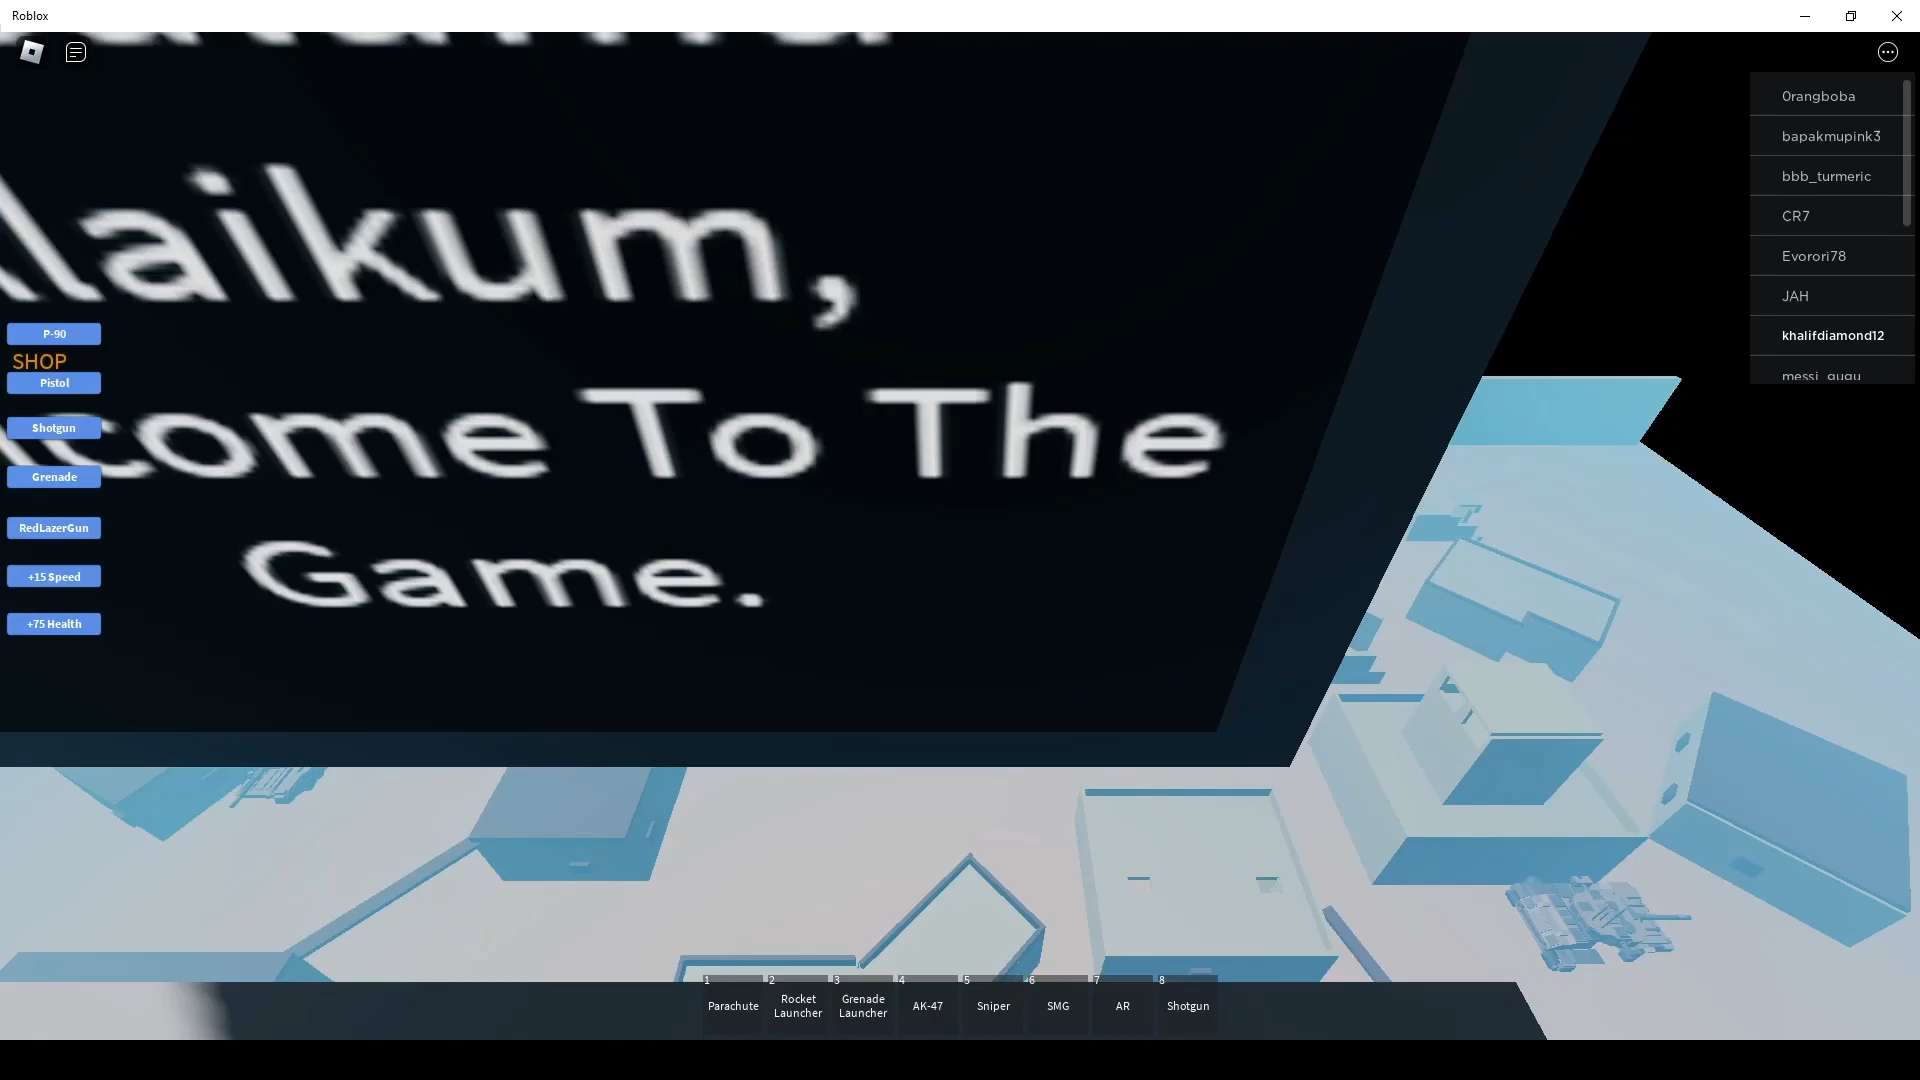 Roblox
laikum,
come To The
Game.
P-90
SHOP
Pistol
Shotgun
Grenade
RedLazerGun
+15 Speed
+75 Health
0rangboba
bapakmupink3
bbb_turmeric
CR7
Evorori78
JAH
khalifdiamond12
messi_gugu
1 2 3 4 5 6 7 8
Parachute
Rocket
Launcher
Grenade
Launcher
AK-47
Sniper
SMG
AR
Shotgun